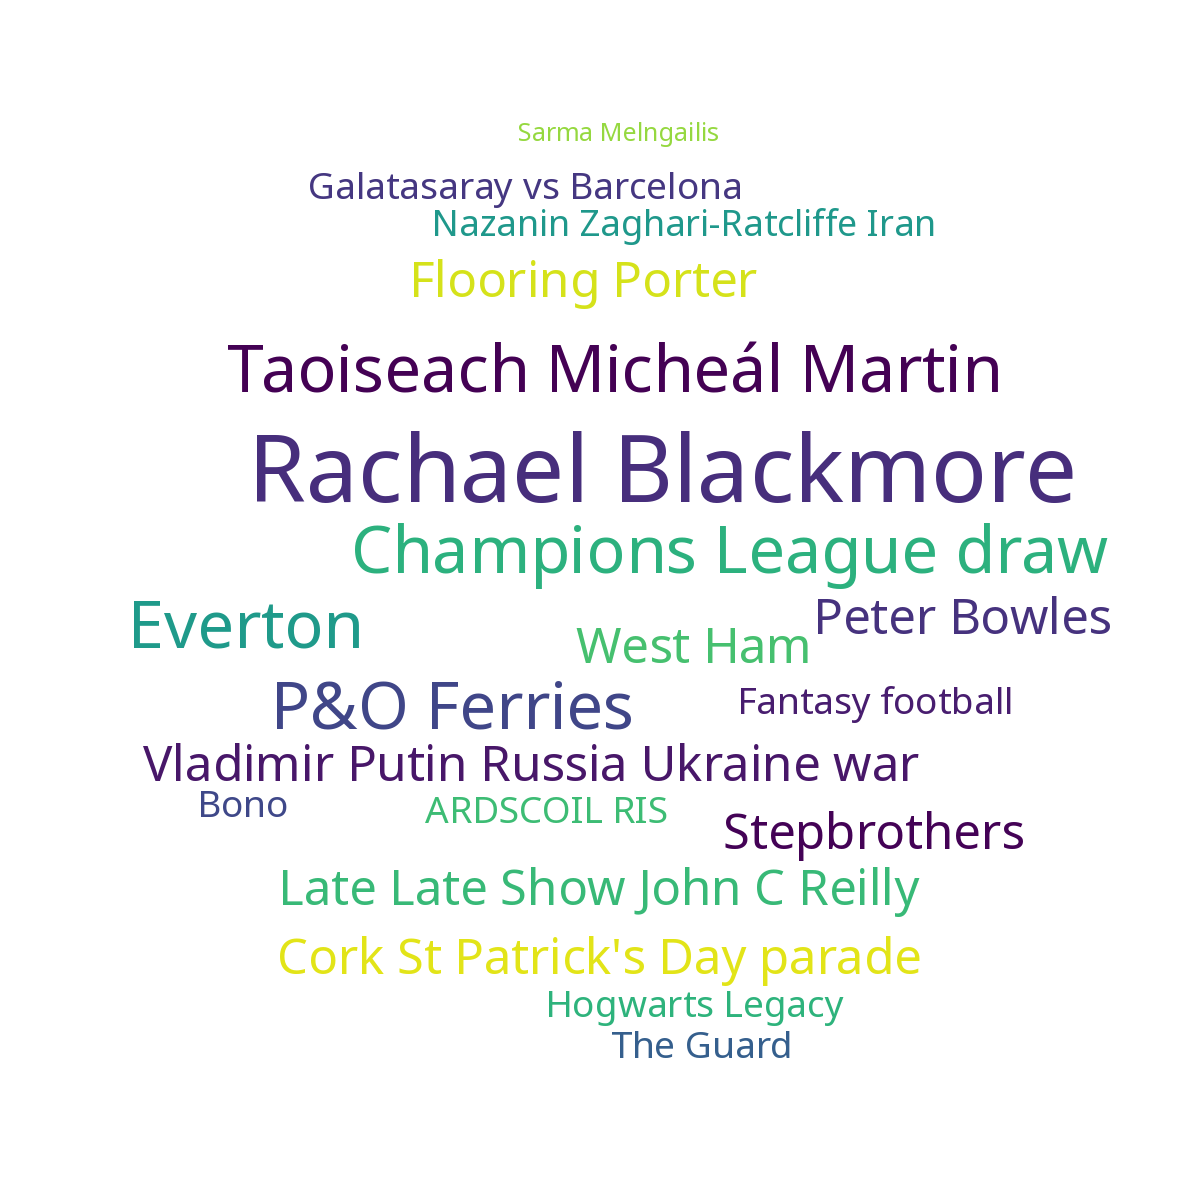 Sarma Melngailis
Galatasaray vs Barcelona
Nazanin Zaghari-Ratcliffe Iran
Flooring Porter
Taoiseach Micheál Martin
Rachael Blackmore
Champions League draw
Everton
Peter Bowles
West Ham
P&O Ferries
Fantasy football
Vladimir Putin Russia Ukraine war
Bono
ARDSCOIL RIS
Stepbrothers
Late Late Show John C Reilly
Cork St Patrick's Day parade
Hogwarts Legacy
The Guard